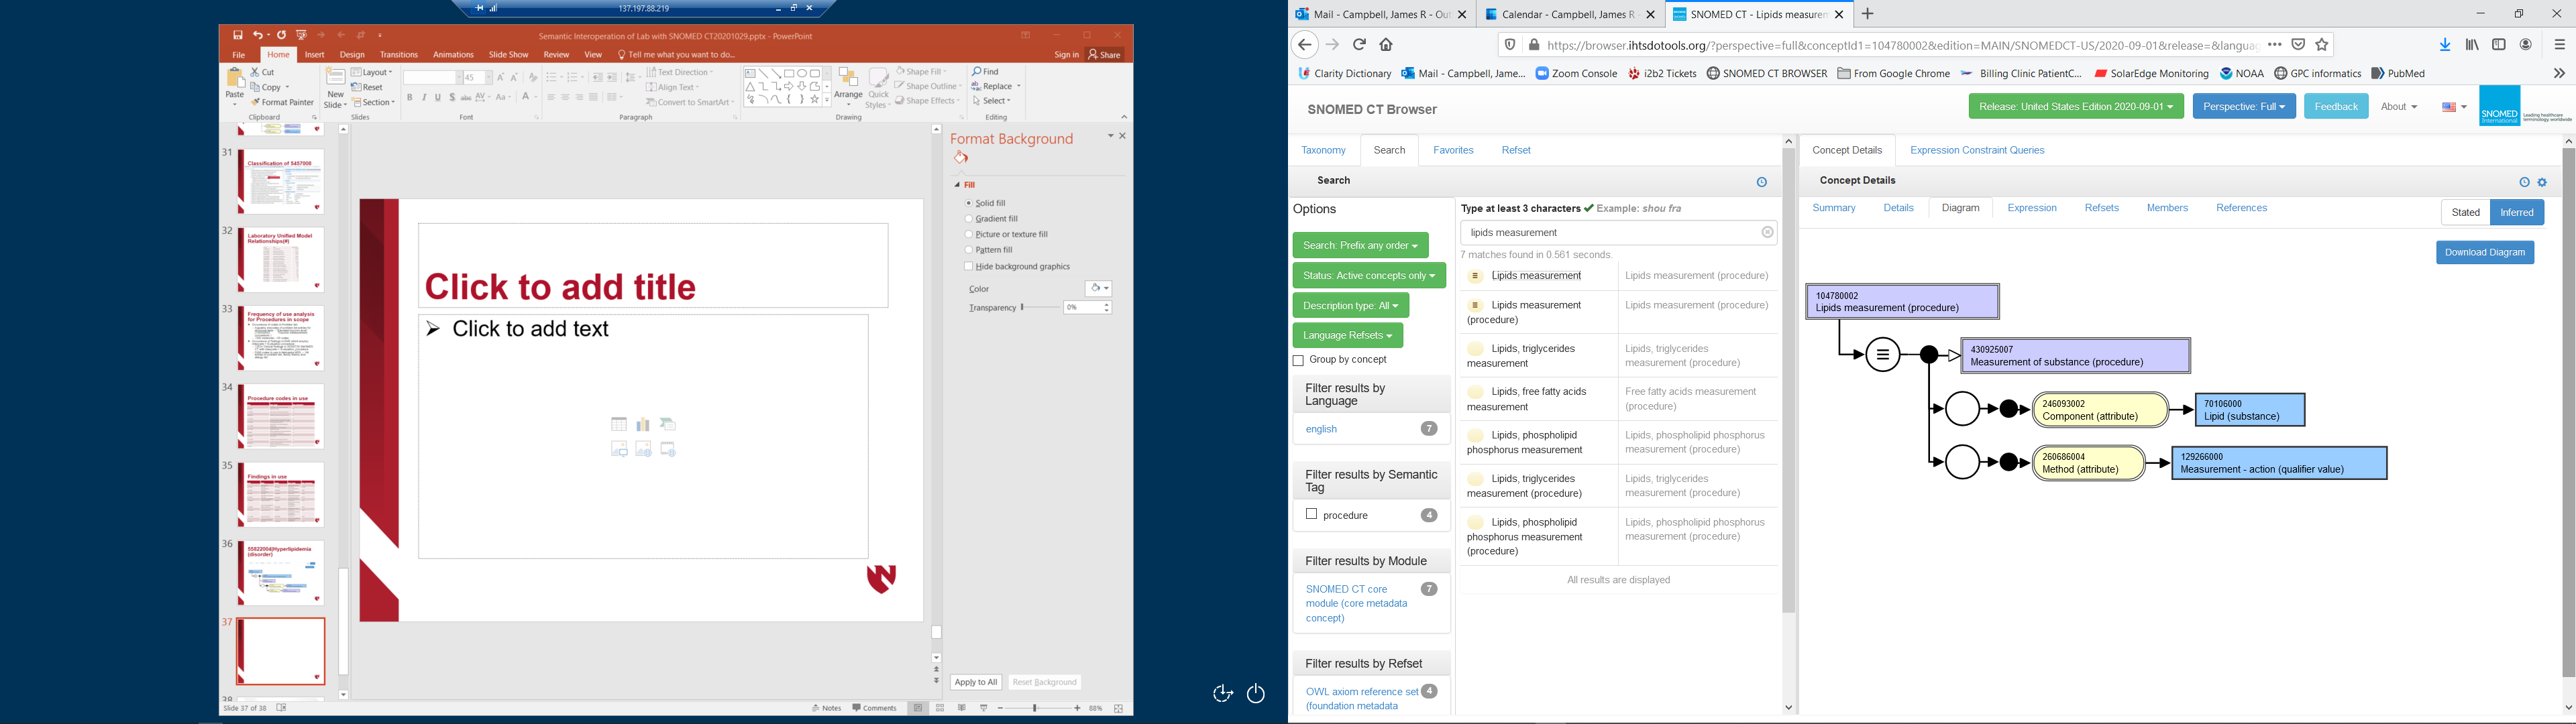 137.197.88.219
Semantic Interoperation of Lab with SNOMED CT20201029.pptx - PowerPoint
File Home Insert Design Transitions Animations Slide Show Review View Tell me what you want to do... Sign in Share
Paste
Cut
Copy
Format Painter
Clipboard
New Slide
Layout
Reset
Section
Slides
45
Font
Text Direction
Align Text
Convert to SmartArt
Paragraph
Arrange
Quick Styles
Shape Fill
Shape Outline
Shape Effects
Drawing
Find
Replace
Select
Editing
31
Classification of 5457008
32
Laboratory Unified Model Relationships(#)
33
Frequency of use analysis for Procedures in scope
34
Procedure codes in use
35
Findings in use
36
55822004|Hyperlipidemia (disorder)
37
38
Click to add title
Click to add text
Format Background
Fill
Solid fill
Gradient fill
Picture or texture fill
Pattern fill
Hide background graphics
Color
Transparency 0%
Apply to All Reset Background
Slide 37 of 38 Notes Comments 88%
Mail - Campbell, James R - Out
Calendar - Campbell, James R -
SNOMED CT - Lipids measurem
https://browser.ihtsdotools.org/?perspective=full&conceptId1=104780002&edition=MAIN/SNOMEDCT-US/2020-09-01&release=&langua
Clarity Dictionary Mail - Campbell, Jame... Zoom Console i2b2 Tickets SNOMED CT BROWSER From Google Chrome Billing Clinic PatientC... SolarEdge Monitoring NOAA GPC informatics PubMed
SNOMED CT Browser
Release: United States Edition 2020-09-01 Perspective: Full Feedback About
SNOMED International
Leading healthcare terminology worldwide
Taxonomy Search Favorites Refset
Search
Options
Search: Prefix any order
Status: Active concepts only
Description type: All
Language Refsets
Group by concept
Filter results by Language
english 7
Filter results by Semantic Tag
procedure 4
Filter results by Module
SNOMED CT core module (core metadata concept) 7
Filter results by Refset
OWL axiom reference set (foundation metadata 4
Type at least 3 characters Example: shou fra
lipids measurement
7 matches found in 0.561 seconds.
Lipids measurement Lipids measurement (procedure)
Lipids measurement (procedure) Lipids measurement (procedure)
Lipids, triglycerides measurement Lipids, triglycerides measurement (procedure)
Lipids, free fatty acids measurement Free fatty acids measurement (procedure)
Lipids, phospholipid phosphorus measurement Lipids, phospholipid phosphorus measurement (procedure)
Lipids, triglycerides measurement (procedure) Lipids, triglycerides measurement (procedure)
Lipids, phospholipid phosphorus measurement (procedure) Lipids, phospholipid phosphorus measurement (procedure)
All results are displayed
Concept Details Expression Constraint Queries
Concept Details
Summary Details Diagram Expression Refsets Members References
Stated Inferred
Download Diagram
104780002
Lipids measurement (procedure)
430925007
Measurement of substance (procedure)
246093002
Component (attribute)
70106000
Lipid (substance)
260686004
Method (attribute)
129266000
Measurement - action (qualifier value)